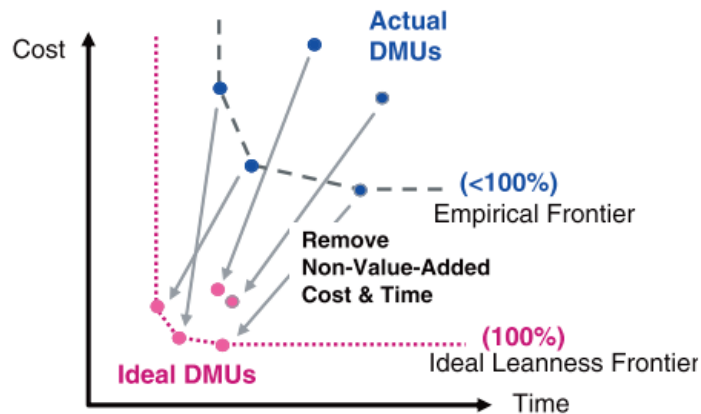 Cost
Actual
DMUs
(<100%)
Empirical Frontier
Remove
Non-Value-Added
Cost & Time
(100%)
Ideal Leanness Frontier
Ideal DMUs
Time